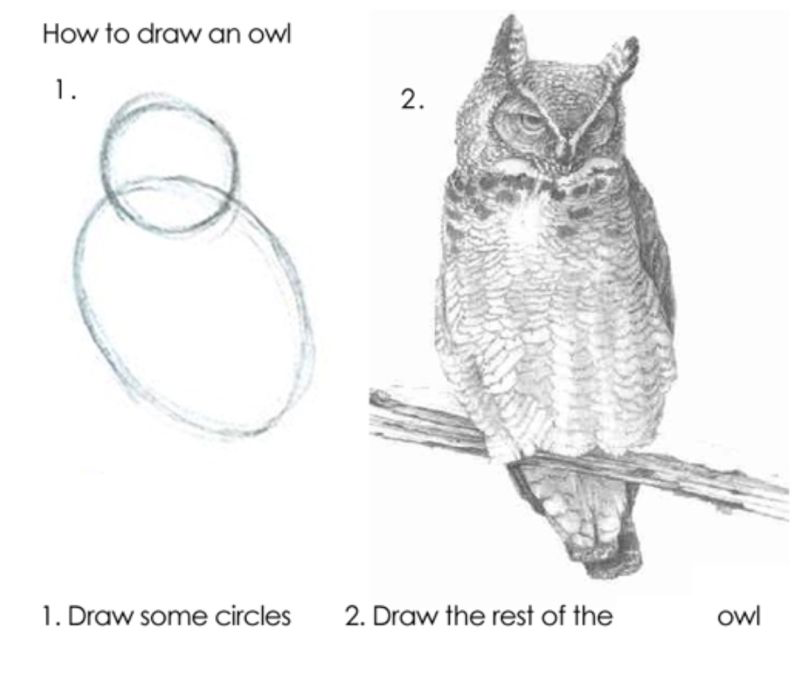 How to draw an owl
1.
2.
1. Draw some circles
2. Draw the rest of the owl